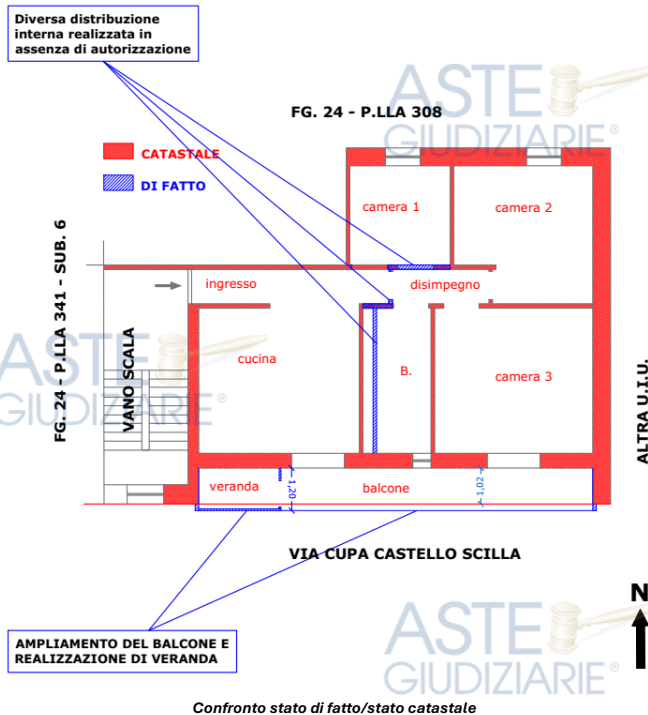 Diversa distribuzione
interna realizzata in
assenza di autorizzazione
ASTE
GIUDIZIARIE®
FG. 24 - P.LLA 308
CATASTALE
DI FATTO
camera 1
camera 2
FG. 24 - P.LLA 341 - SUB. 6
ingresso
disimpegno
VANO SCALA
cucina
B.
camera 3
ASTE
GIUDIZIARIE®
ALTRA U.I.U.
veranda
1,20
balcone
1,02
VIA CUPA CASTELLO SCILLA
N
AMPLIAMENTO DEL BALCONE E
REALIZZAZIONE DI VERANDA
ASTE
GIUDIZIARIE®
Confronto stato di fatto/stato catastale